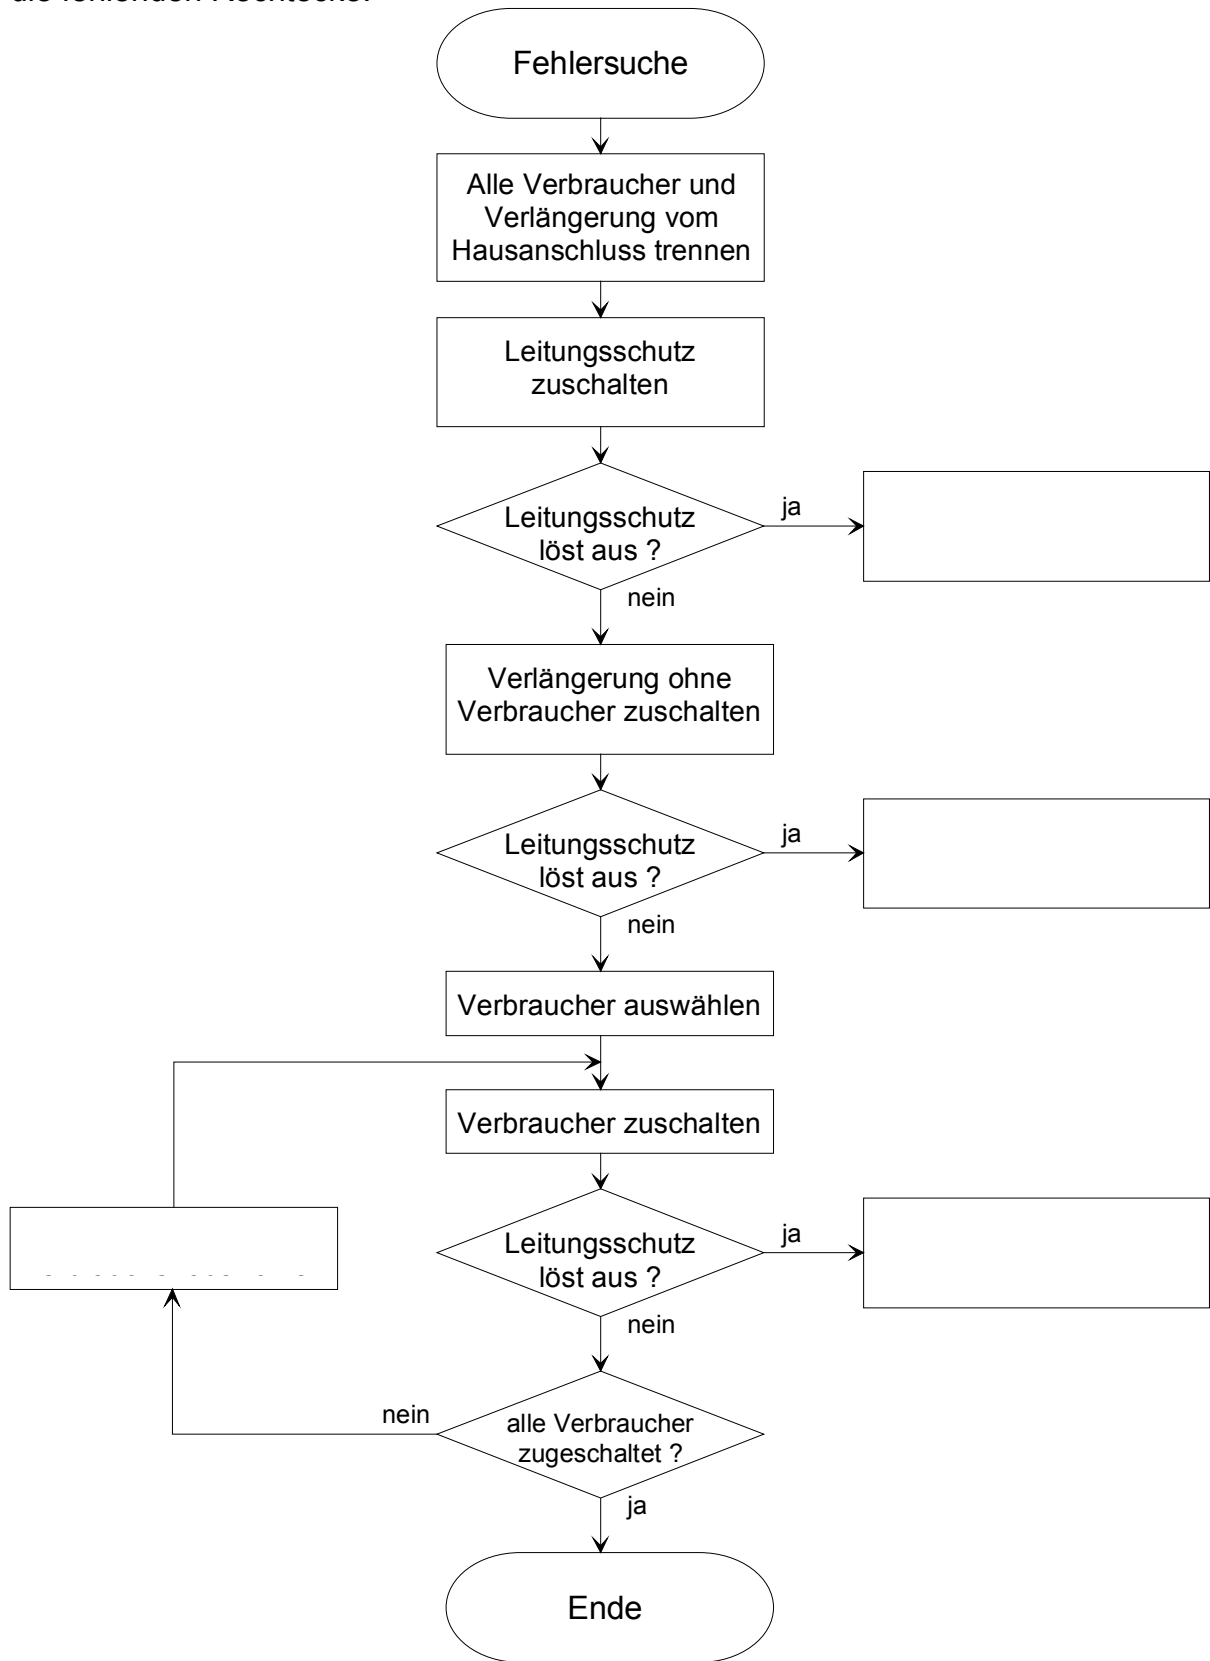 Fehlersuche
Alle Verbraucher und
Verlängerung vom
Hausanschluss trennen
Leitungsschutz
zuschalten
Leitungsschutz
löst aus ?
ja
nein
Verlängerung ohne
Verbraucher zuschalten
Leitungsschutz
löst aus ?
ja
nein
Verbraucher auswählen
Verbraucher zuschalten
Leitungsschutz
löst aus ?
ja
nein
alle Verbraucher
zugeschaltet ?
nein
ja
Ende